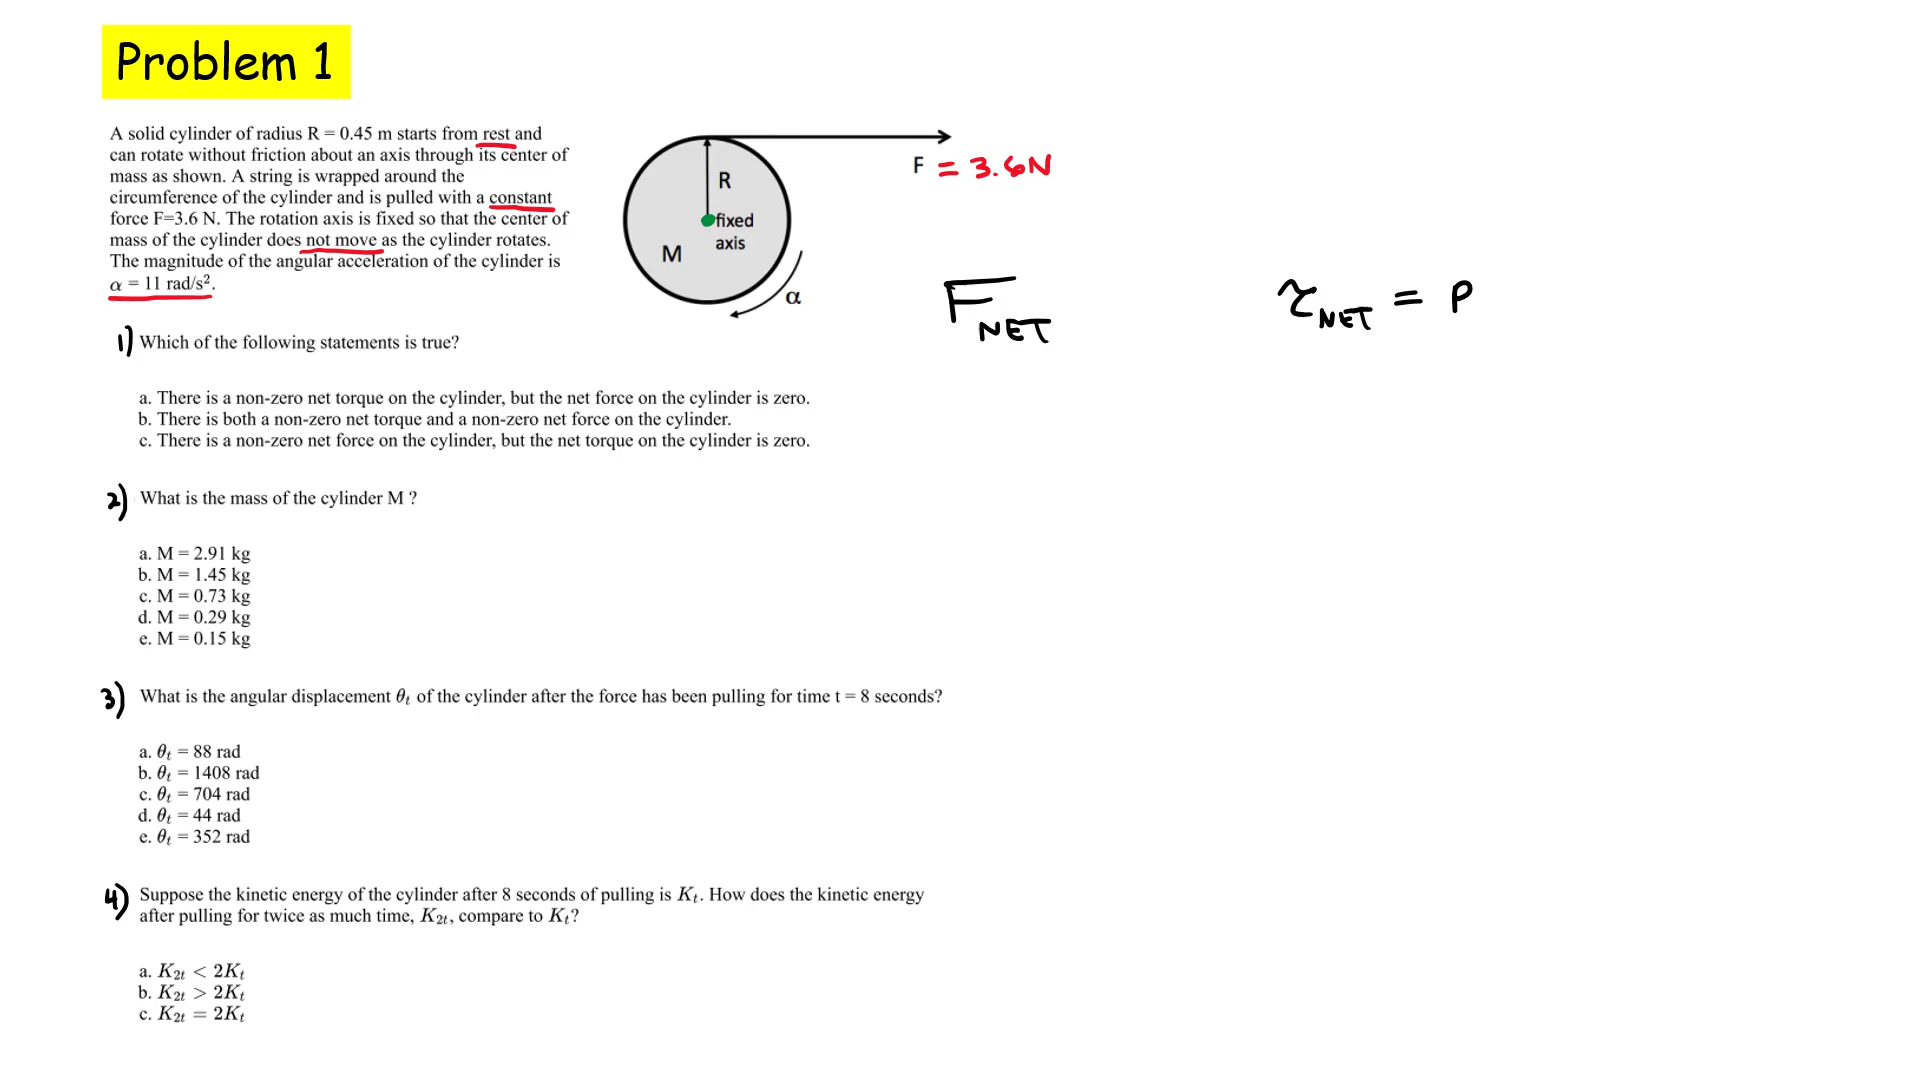 Problem 1
A solid cylinder of radius R = 0.45 m starts from rest and
can rotate without friction about an axis through its center of
mass as shown. A string is wrapped around the
circumference of the cylinder and is pulled with a constant
force F=3.6 N. The rotation axis is fixed so that the center of
mass of the cylinder does not move as the cylinder rotates.
The magnitude of the angular acceleration of the cylinder is
α = 11 rad/s².
R
fixed
axis
M
α
F = 3.6N
F_NET
τ_NET = P
1) Which of the following statements is true?
a. There is a non-zero net torque on the cylinder, but the net force on the cylinder is zero.
b. There is both a non-zero net torque and a non-zero net force on the cylinder.
c. There is a non-zero net force on the cylinder, but the net torque on the cylinder is zero.
2) What is the mass of the cylinder M ?
a. M = 2.91 kg
b. M = 1.45 kg
c. M = 0.73 kg
d. M = 0.29 kg
e. M = 0.15 kg
3) What is the angular displacement θₜ of the cylinder after the force has been pulling for time t = 8 seconds?
a. θₜ = 88 rad
b. θₜ = 1408 rad
c. θₜ = 704 rad
d. θₜ = 44 rad
e. θₜ = 352 rad
4) Suppose the kinetic energy of the cylinder after 8 seconds of pulling is Kₜ. How does the kinetic energy
after pulling for twice as much time, K₂ₜ, compare to Kₜ?
a. K₂ₜ < 2Kₜ
b. K₂ₜ > 2Kₜ
c. K₂ₜ = 2Kₜ